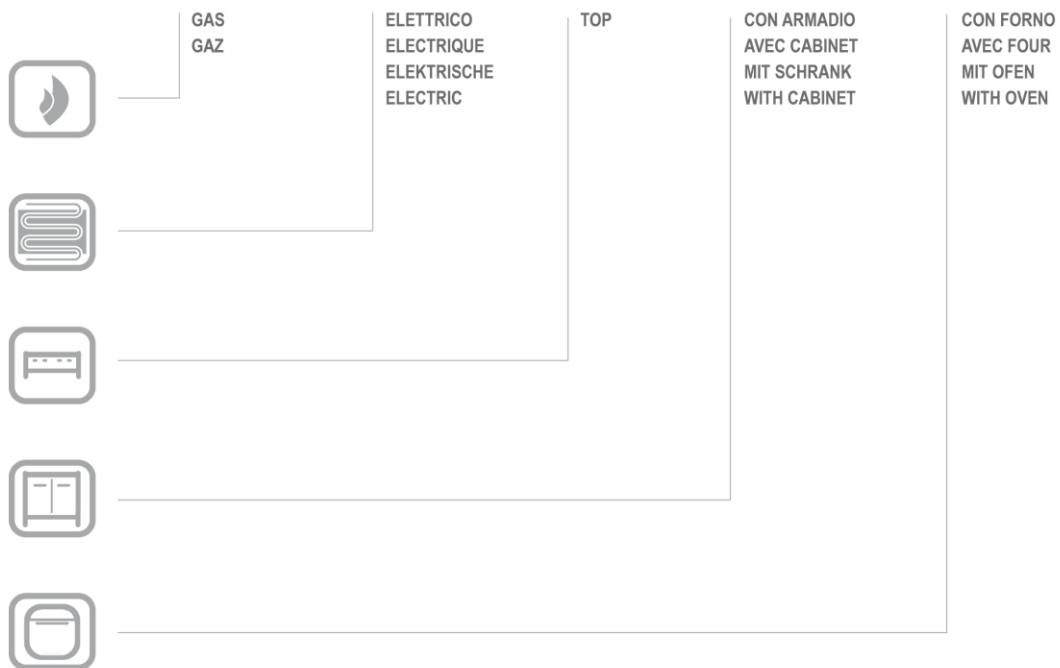 GAS
GAZ
ELETTRICO
ELECTRIQUE
ELEKTRISCHE
ELECTRIC
TOP
CON ARMADIO
AVEC CABINET
MIT SCHRANK
WITH CABINET
CON FORNO
AVEC FOUR
MIT OFEN
WITH OVEN